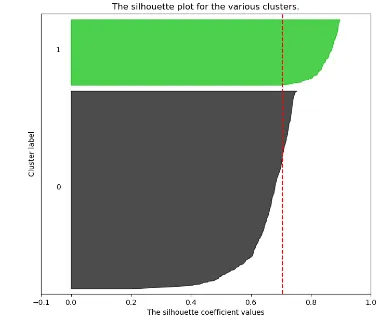 The silhouette plot for the various clusters.
Cluster label
1
0
−0.1 0.0 0.2 0.4 0.6 0.8 1.0
The silhouette coefficient values